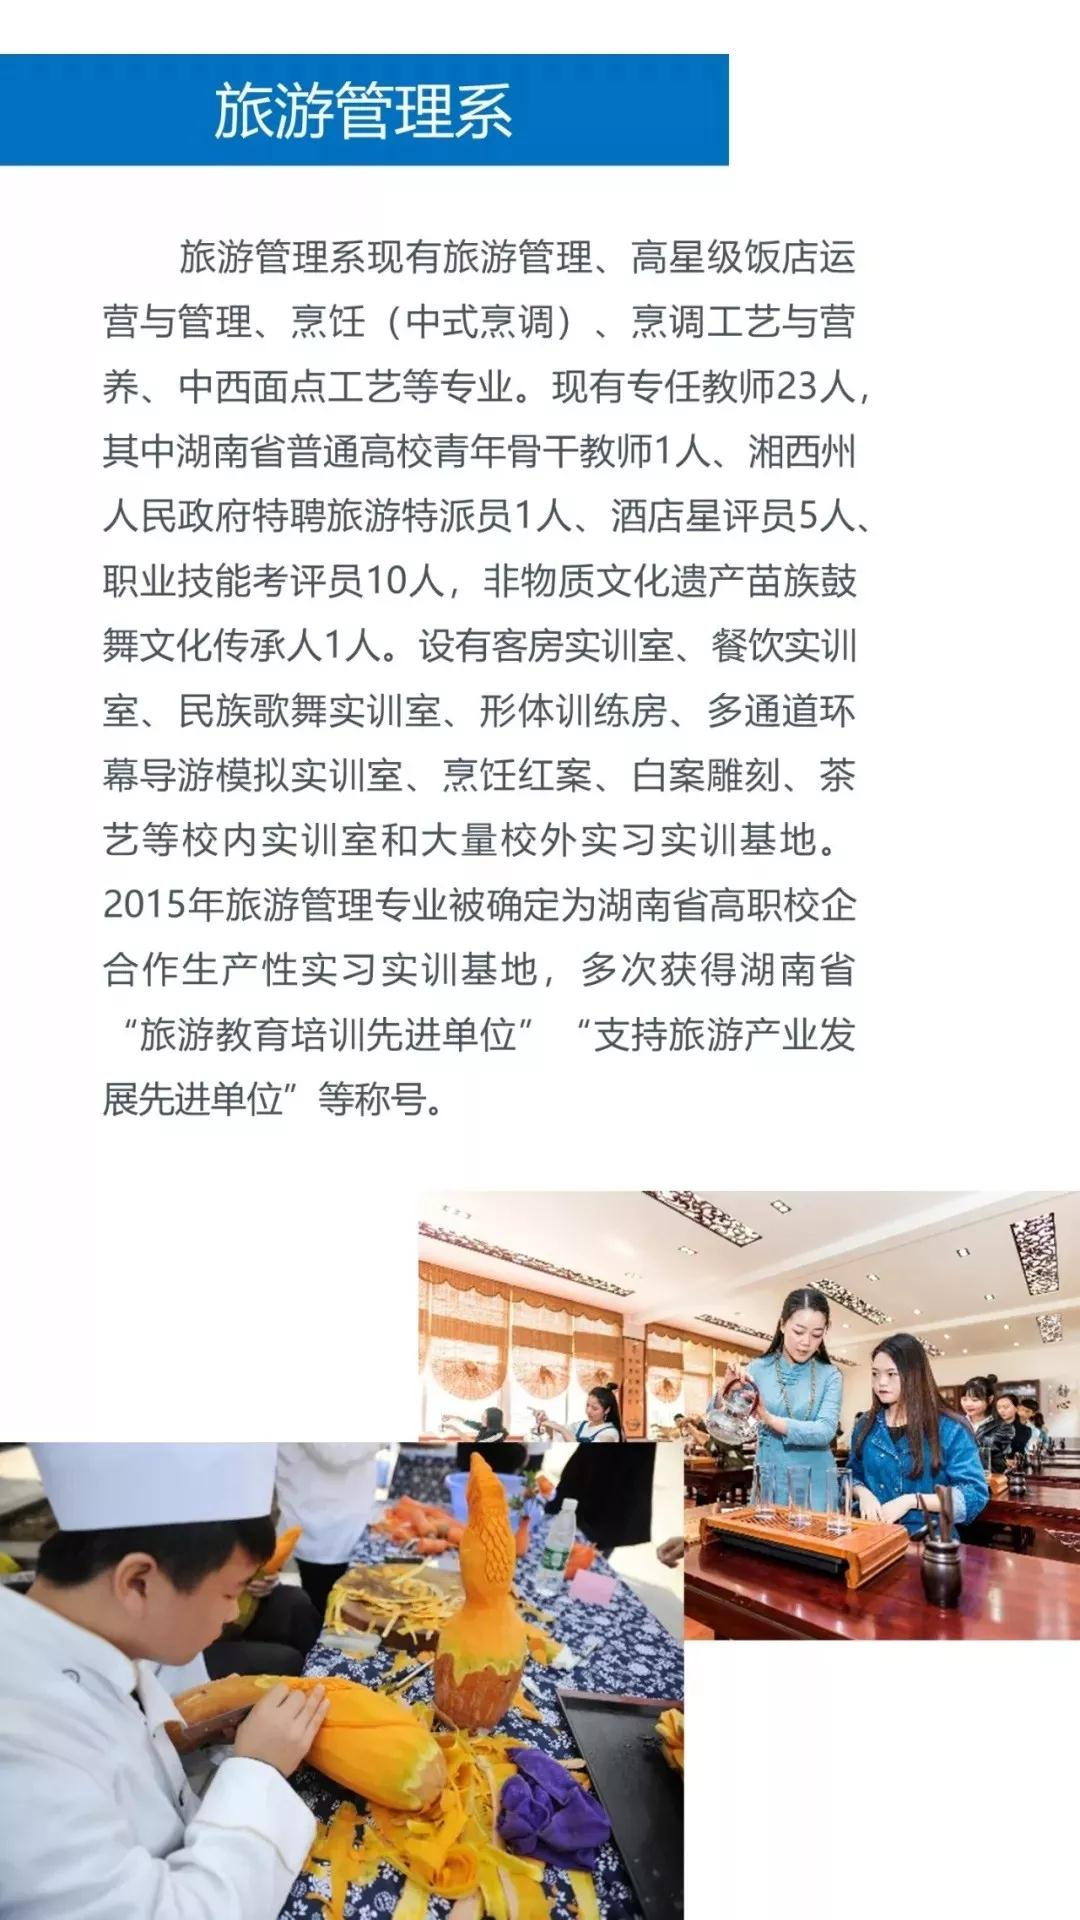 旅游管理系
旅游管理系现有旅游管理、高星级饭店运
营与管理、烹饪（中式烹调）、烹调工艺与营
养、中西面点工艺等专业。现有专任教师23人，
其中湖南省普通高校青年骨干教师1人、湘西州
人民政府特聘旅游特派员1人、酒店星评员5人、
职业技能考评员10人，非物质文化遗产苗族鼓
舞文化传承人1人。设有客房实训室、餐饮实训
室、民族歌舞实训室、形体训练房、多通道环
幕导游模拟实训室、烹饪红案、白案雕刻、茶
艺等校内实训室和大量校外实习实训基地。
2015年旅游管理专业被确定为湖南省高职校企
合作生产性实习实训基地，多次获得湖南省
“旅游教育培训先进单位”“支持旅游产业发
展先进单位”等称号。
静心